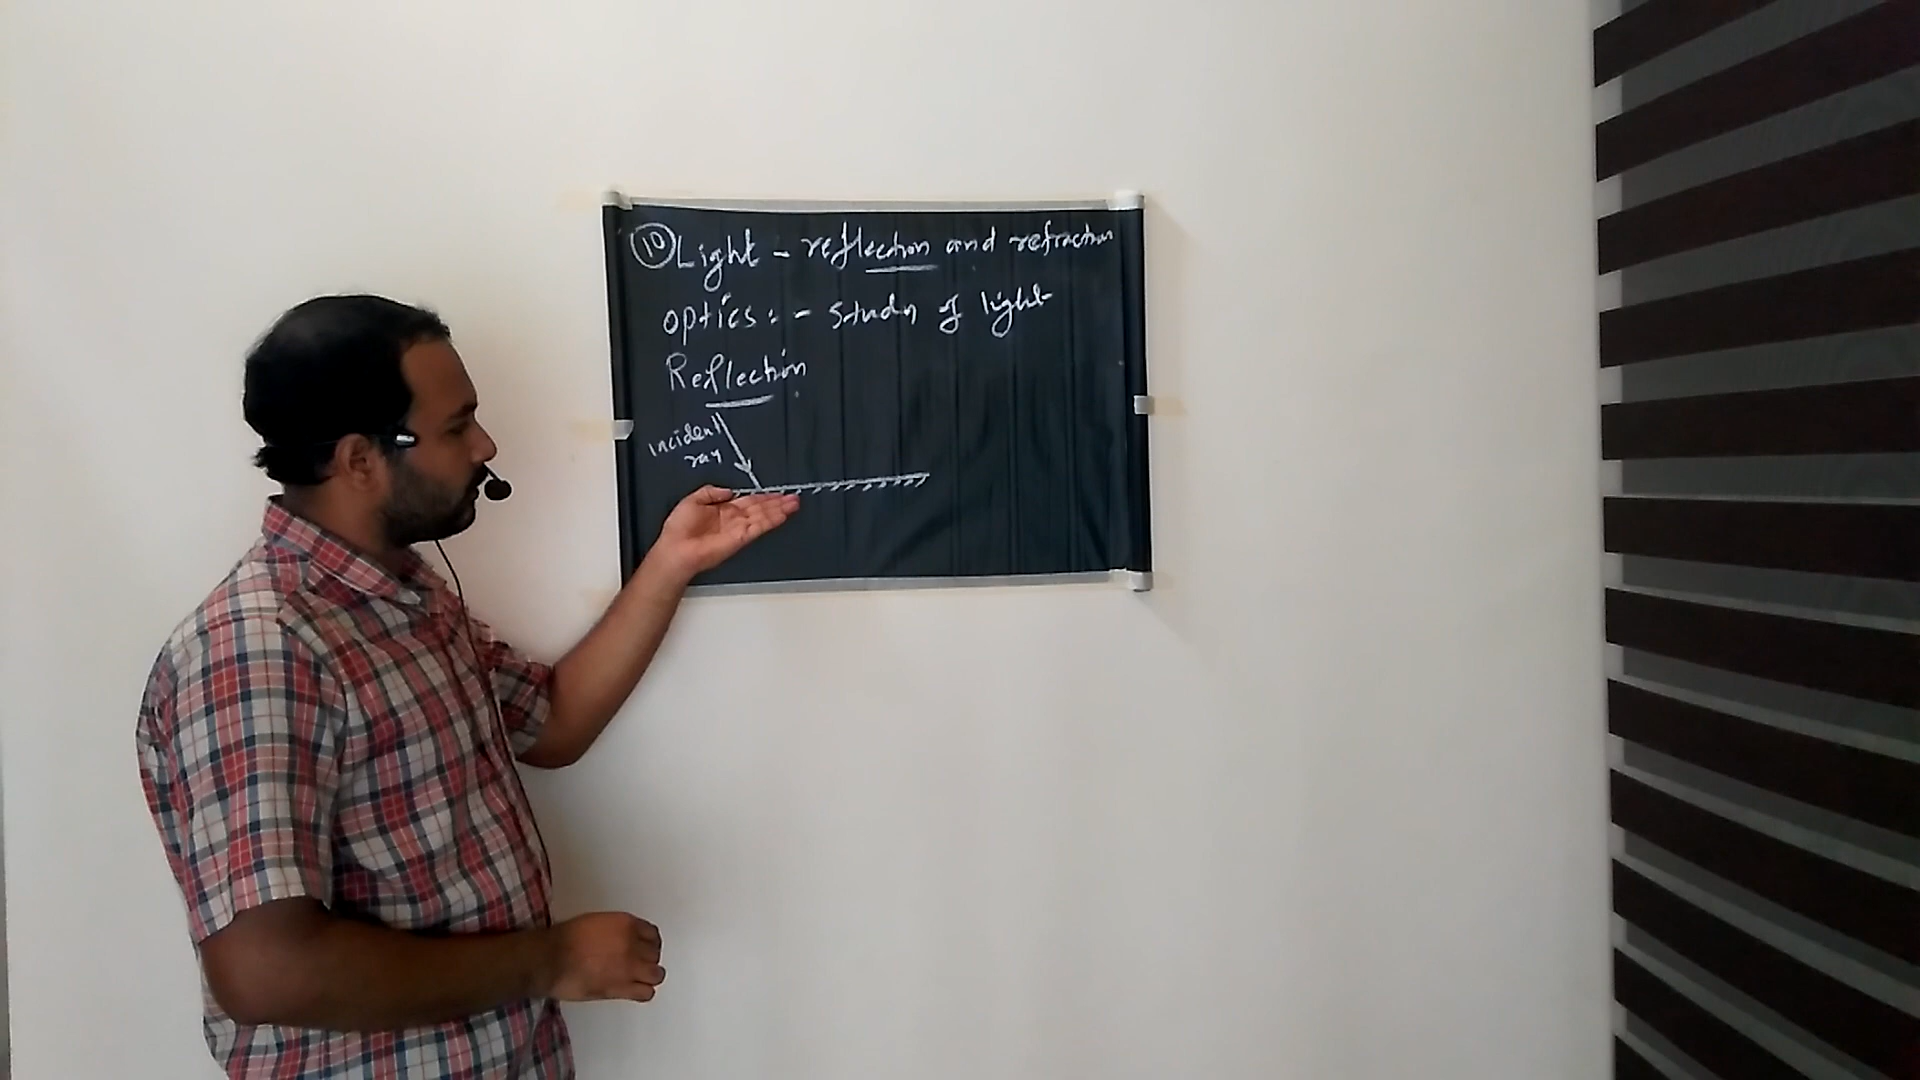 10 Light - reflection and refraction
optics:- study of light
Reflection
incident
ray